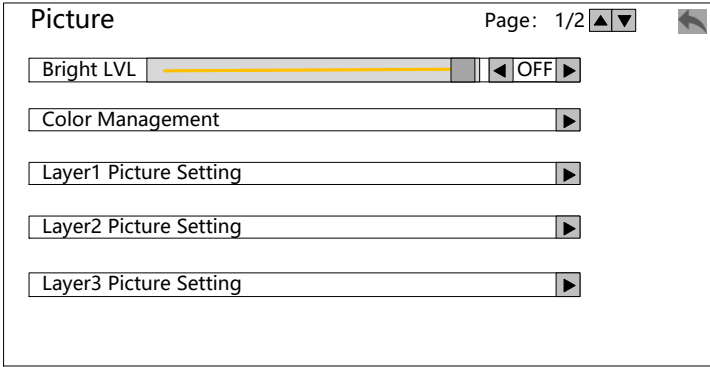 Picture Page: 1/2
Bright LVL OFF
Color Management
Layer1 Picture Setting
Layer2 Picture Setting
Layer3 Picture Setting